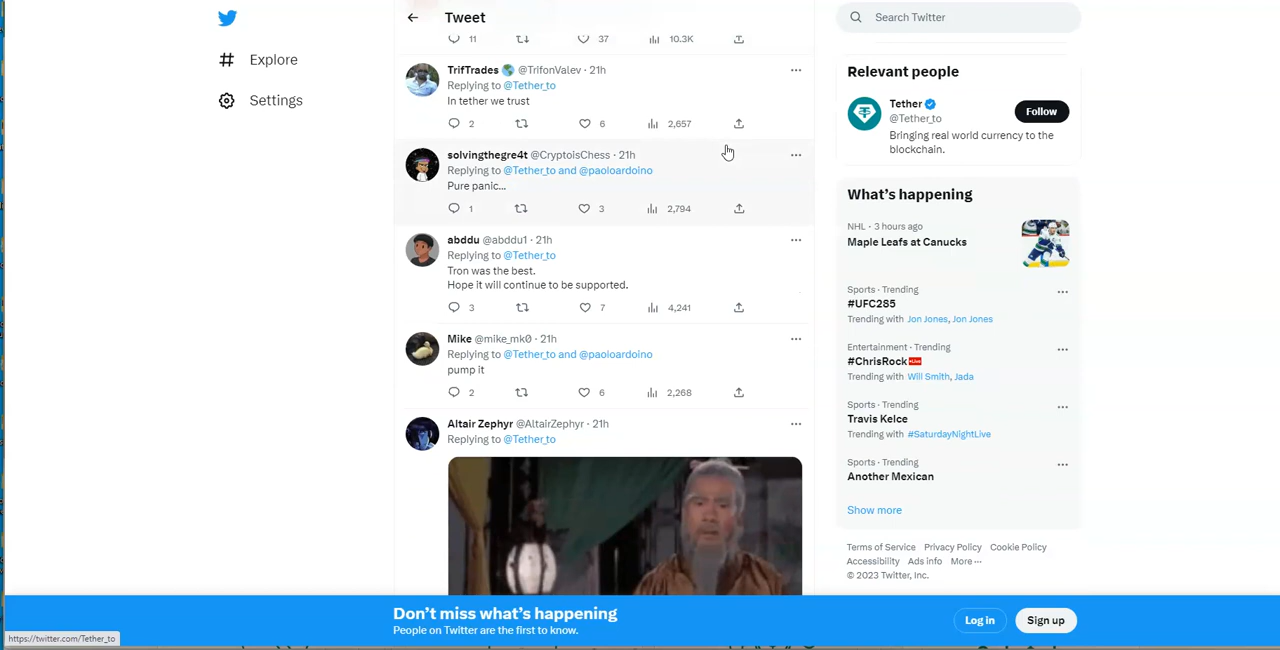 Explore
Settings
Tweet
11 37 10.3K
TrifTrades @TrifonValev · 21h
Replying to @Tether_to
In tether we trust
2 6 2,657
solvingthegre4t @CryptoisChess · 21h
Replying to @Tether_to and @paoloardoino
Pure panic...
1 3 2,794
abddu @abddu1 · 21h
Replying to @Tether_to
Tron was the best.
Hope it will continue to be supported.
3 7 4,241
Mike @mike_mk0 · 21h
Replying to @Tether_to and @paoloardoino
pump it
2 6 2,268
Altair Zephyr @AltairZephyr · 21h
Replying to @Tether_to
Search Twitter
Relevant people
Tether
@Tether_to
Follow
Bringing real world currency to the
blockchain.
What's happening
NHL · 3 hours ago
Maple Leafs at Canucks
Sports · Trending
#UFC285
Trending with Jon Jones, Jon Jones
Entertainment · Trending
#ChrisRock
Trending with Will Smith, Jada
Sports · Trending
Travis Kelce
Trending with #SaturdayNightLive
Sports · Trending
Another Mexican
Show more
Terms of Service Privacy Policy Cookie Policy
Accessibility Ads info More ···
© 2023 Twitter, Inc.
Don't miss what's happening
People on Twitter are the first to know.
Log in Sign up
https://twitter.com/Tether_to